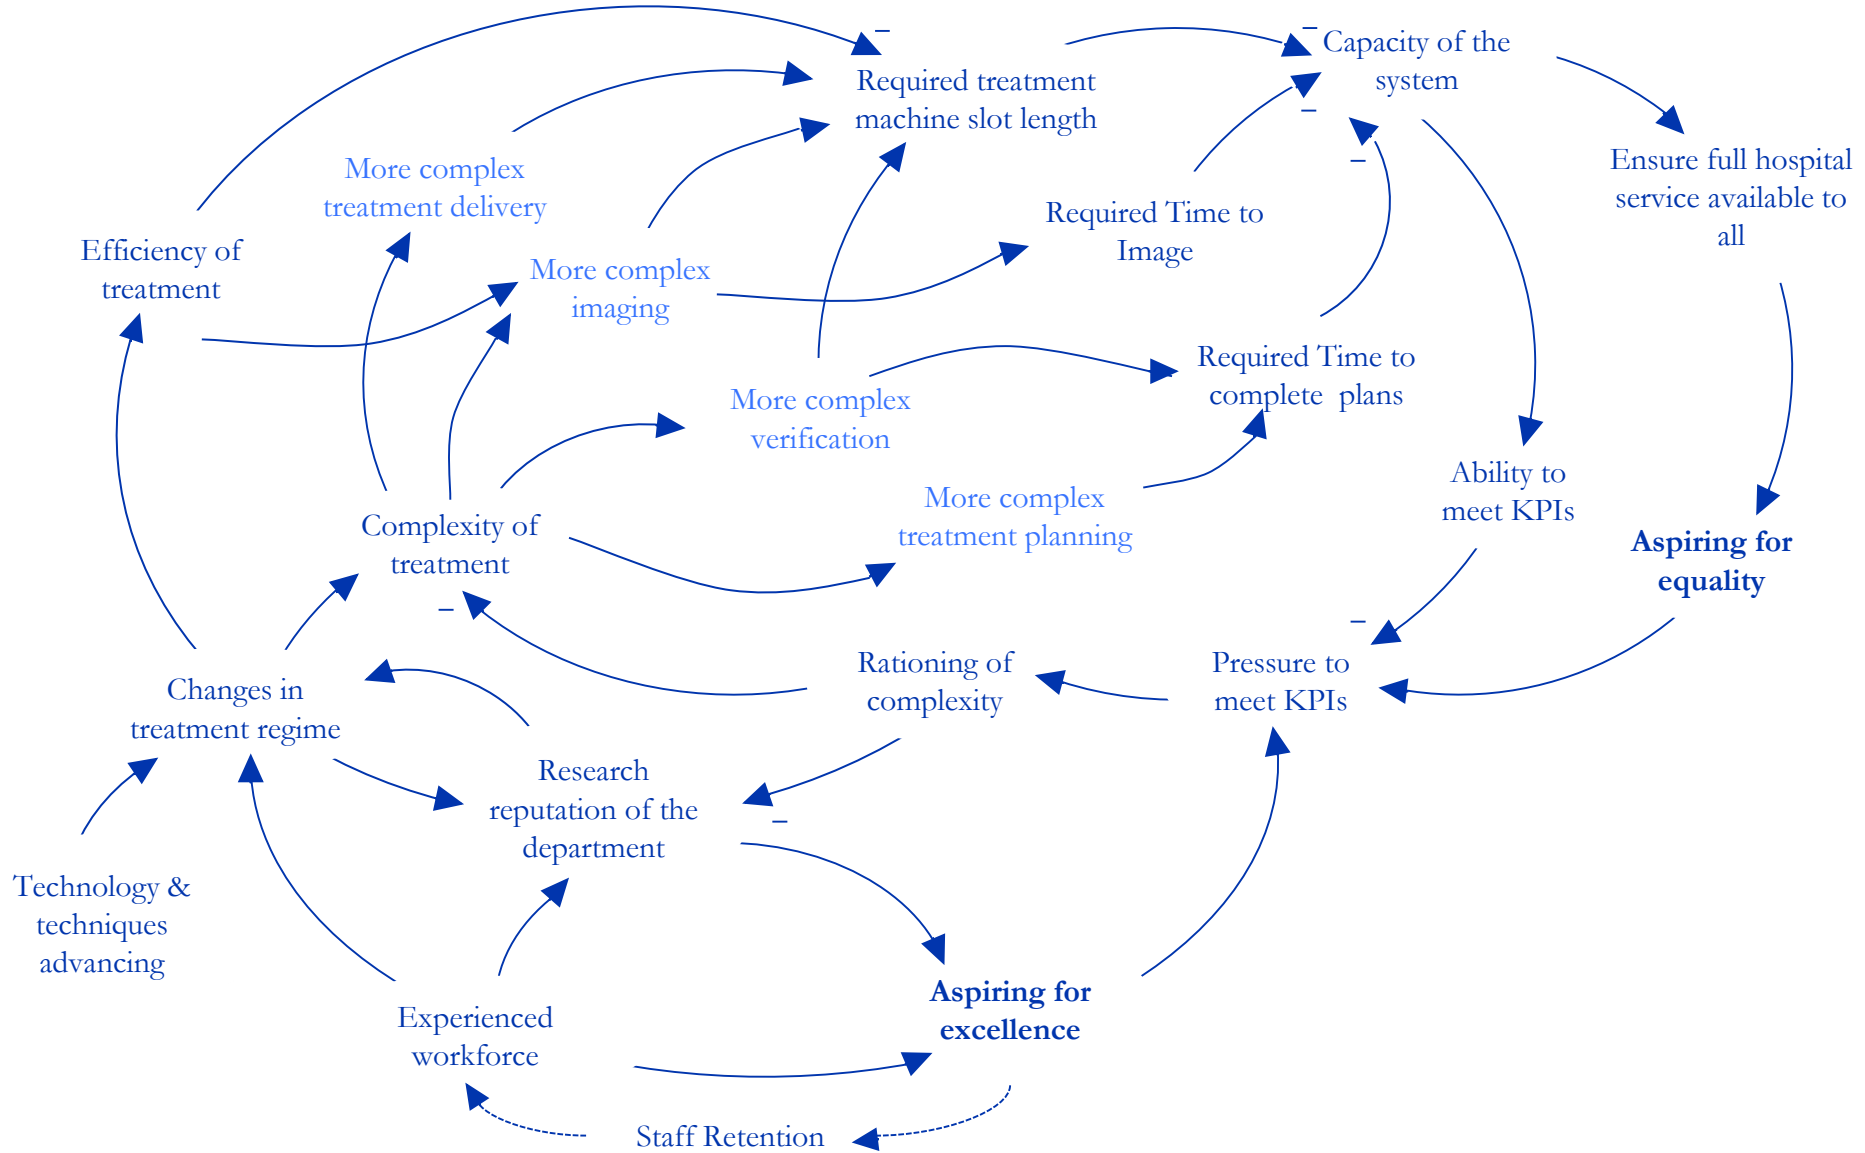 Capacity of the
system
Required treatment
machine slot length
More complex
treatment delivery
Ensure full hospital
service available to
all
Required Time to
Image
Efficiency of
treatment
More complex
imaging
Required Time to
complete  plans
More complex
verification
Ability to
meet KPIs
More complex
treatment planning
Complexity of
treatment
Aspiring for
equality
Rationing of
complexity
Pressure to
meet KPIs
Changes in
treatment regime
Research
reputation of the
department
Technology &
techniques
advancing
Aspiring for
excellence
Experienced
workforce
Staff Retention